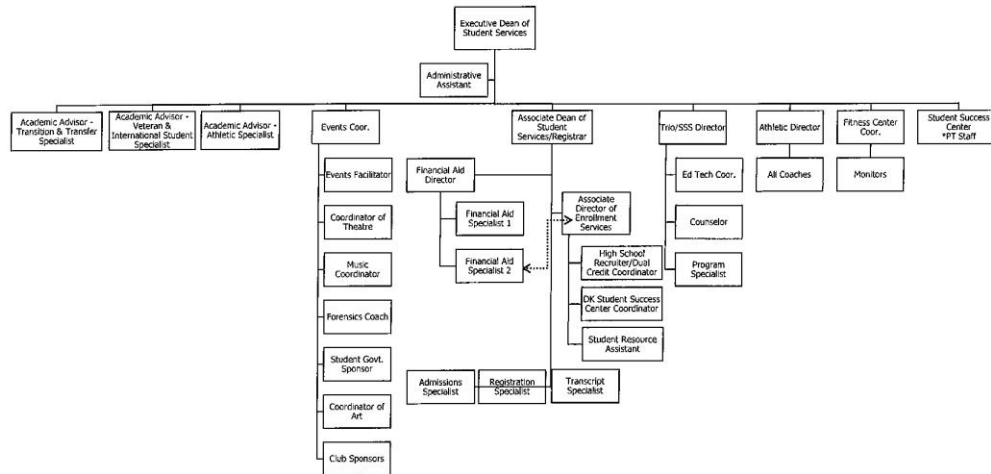 Executive Dean of
Student Services
Administrative
Assistant
Academic Advisor -
Transition & Transfer
Specialist
Academic Advisor -
Veteran &
International Student
Specialist
Academic Advisor -
Athletic Specialist
Events Coor.
Associate Dean of
Student
Services/Registrar
Trio/SSS Director
Athletic Director
Fitness Center
Coor.
Student Success
Center
*PT Staff
Events Facilitator
Financial Aid
Director
Ed Tech Coor.
All Coaches
Monitors
Coordinator of
Theatre
Financial Aid
Specialist 1
Associate
Director of
Enrollment
Services
Counselor
Music
Coordinator
Financial Aid
Specialist 2
High School
Recruiter/Dual
Credit Coordinator
Program
Specialist
Forensics Coach
DK Student Success
Center Coordinator
Student Govt.
Sponsor
Student Resource
Assistant
Admissions
Specialist
Registration
Specialist
Transcript
Specialist
Coordinator of
Art
Club Sponsors